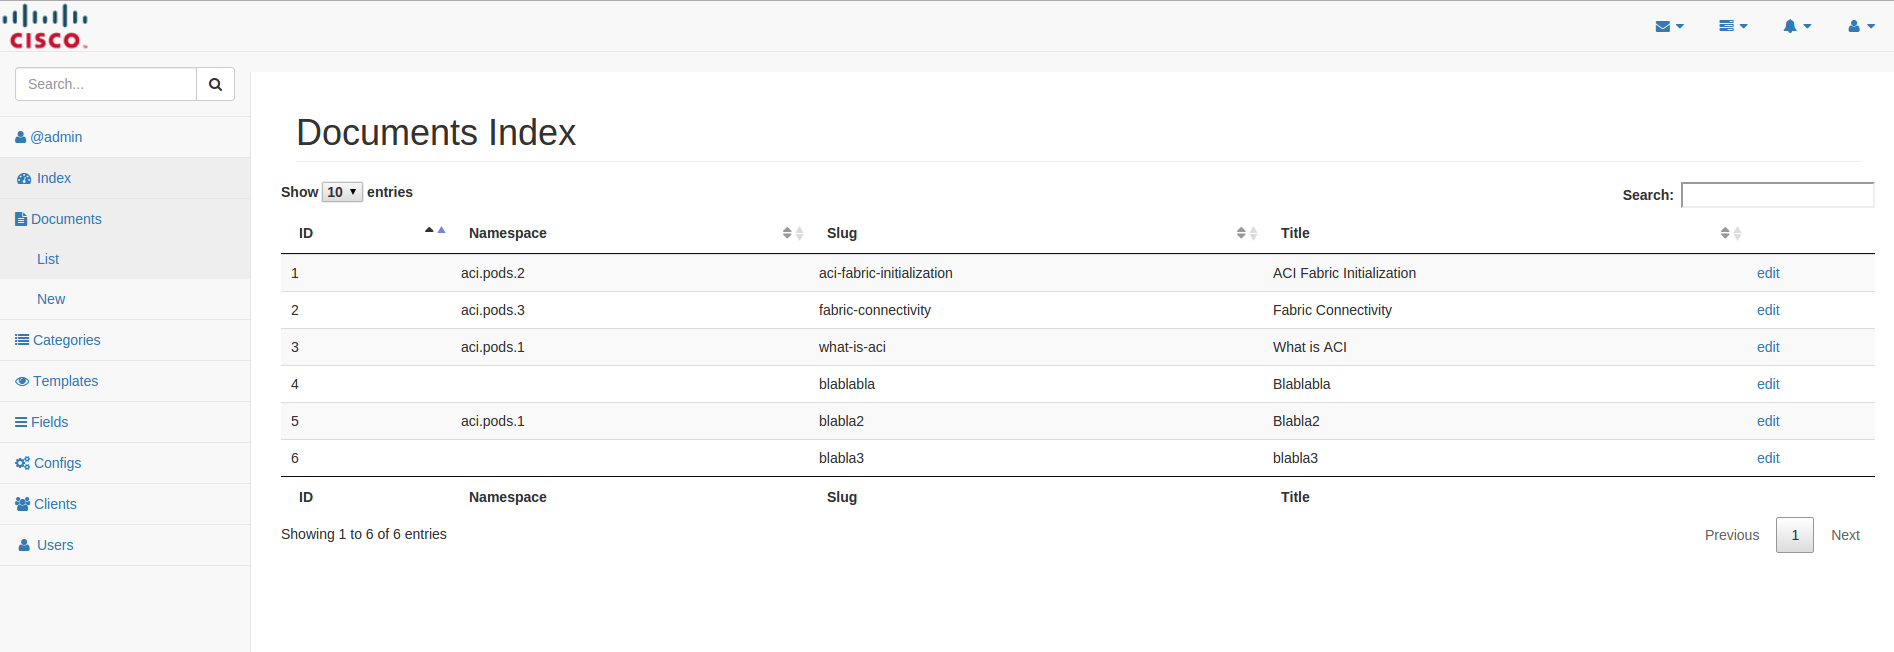 CISCO
Search...
@admin
Index
Documents
List
New
Categories
Templates
Fields
Configs
Clients
Users
Documents Index
Show 10 entries
Search:
ID Namespace Slug Title
1 aci.pods.2 aci-fabric-initialization ACI Fabric Initialization edit
2 aci.pods.3 fabric-connectivity Fabric Connectivity edit
3 aci.pods.1 what-is-aci What is ACI edit
4 blablabla Blablabla edit
5 aci.pods.1 blabla2 Blabla2 edit
6 blabla3 blabla3 edit
ID Namespace Slug Title
Showing 1 to 6 of 6 entries
Previous 1 Next